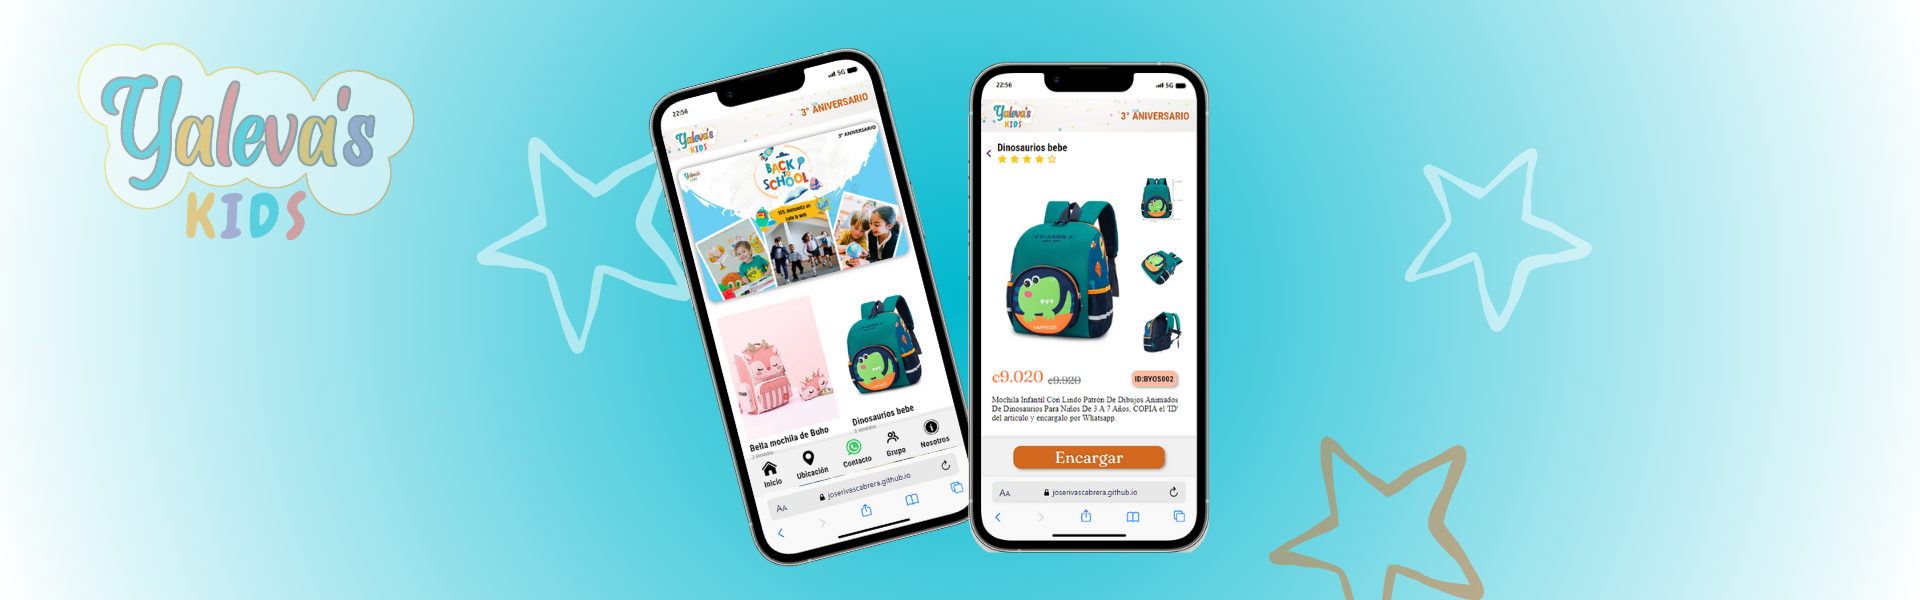 Yaleva's
KIDS
22:56
5G
Yaleva's
KIDS
3° ANIVERSARIO
3° ANIVERSARIO
Yaleva's
BACK
TO
SCHOOL
Bella mochila de Buho
Dinosaurios bebe
Inicio
Ubicación
Contacto
Grupo
Nosotros
AA
joserivascabrera.github.io
22:56
5G
Yaleva's
KIDS
3° ANIVERSARIO
Dinosaurios bebe
HAPPY KIDS
¢9.020 ¢9.920
ID:BYOS002
Mochila Infantil Con Lindo Patrón De Dibujos Animados
De Dinosaurios Para Niños De 3 A 7 Años. COPIA el 'ID'
del articulo y encargalo por Whatsapp.
Encargar
AA
joserivascabrera.github.io